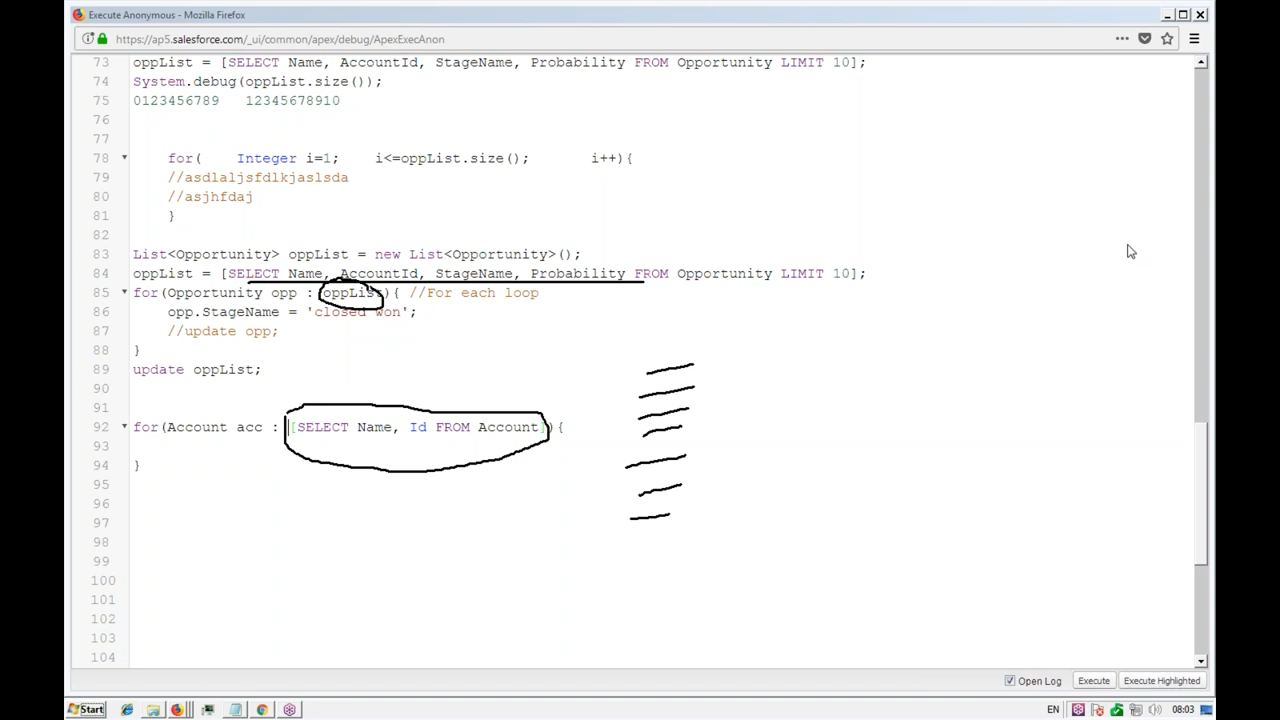 Execute Anonymous - Mozilla Firefox
https://ap5.salesforce.com/_ui/common/apex/debug/ApexExecAnon
73 oppList = [SELECT Name, AccountId, StageName, Probability FROM Opportunity LIMIT 10];
74 System.debug(oppList.size());
75 0123456789 12345678910
76
77
78 for( Integer i=1; i<=oppList.size(); i++){
79 //asdlaljsfdlkjaslsda
80 //asjhfdaj
81 }
82
83 List<Opportunity> oppList = new List<Opportunity>();
84 oppList = [SELECT Name, AccountId, StageName, Probability FROM Opportunity LIMIT 10];
85 for(Opportunity opp : oppList){ //For each loop
86 opp.StageName = 'closed won';
87 //update opp;
88 }
89 update oppList;
90
91
92 for(Account acc : [SELECT Name, Id FROM Account]){
93
94 }
95
96
97
98
99
100
101
102
103
104
Open Log Execute Execute Highlighted
Start EN 08:03